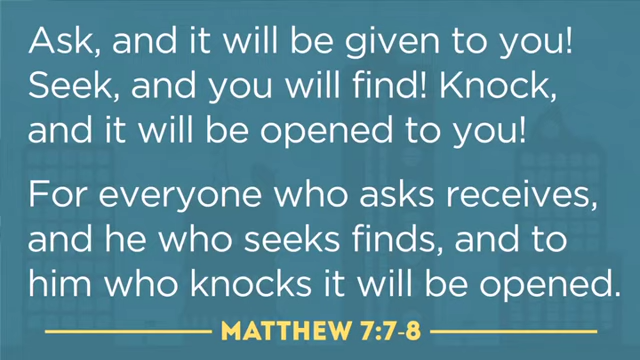 Ask, and it will be given to you!
Seek, and you will find! Knock,
and it will be opened to you!
For everyone who asks receives,
and he who seeks finds, and to
him who knocks it will be opened.
MATTHEW 7:7-8